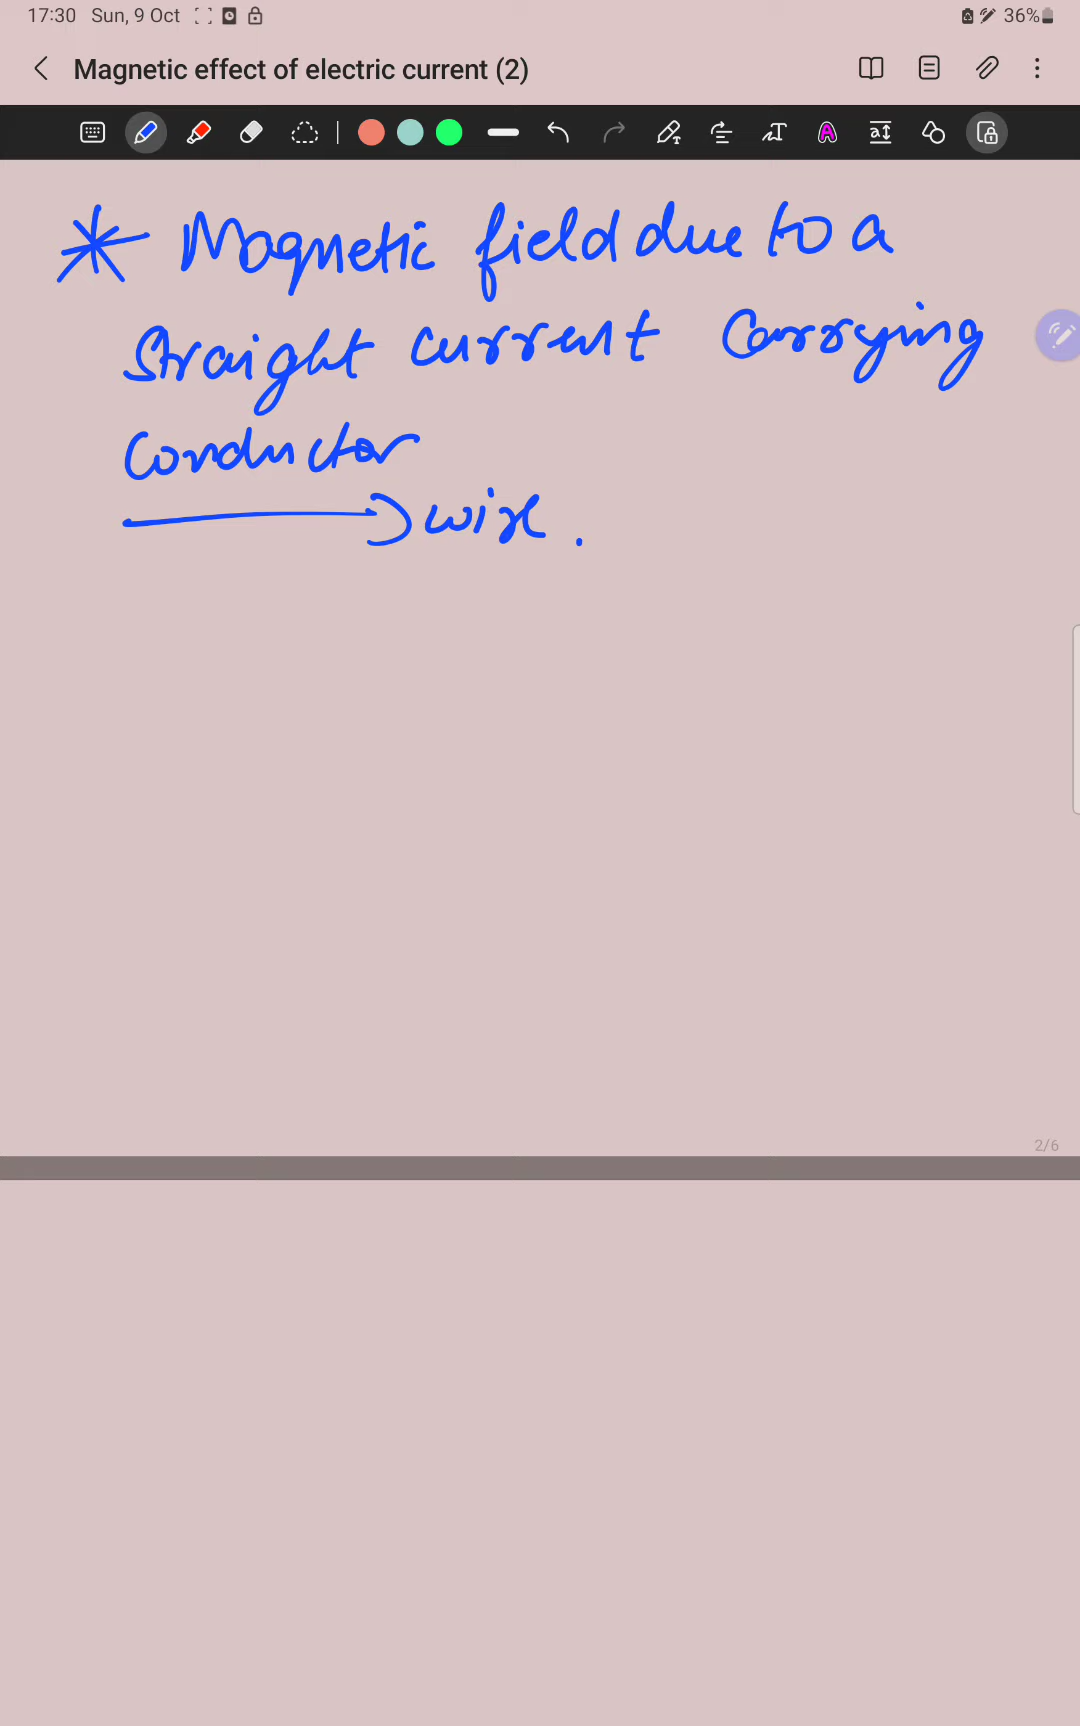 17:30 Sun, 9 Oct 36%
Magnetic effect of electric current (2)
* Magnetic field due to a
Straight current Carrying
Conductor
→ wire.
2/6